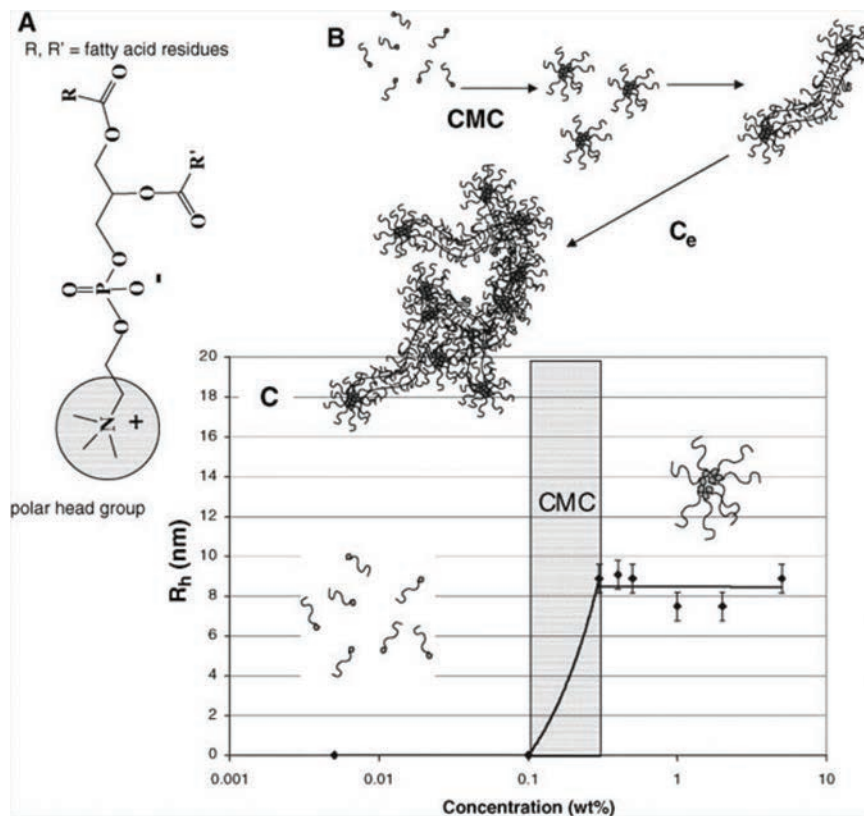 A
R, R' = fatty acid residues
R
O
O
R'
O
O
O
O=P-O
-
O
N
+
polar head group
B
CMC
Ce
C
CMC
20
18
16
14
12
10
8
6
4
2
0
Rh (nm)
0.001
0.01
0.1
1
10
Concentration (wt%)